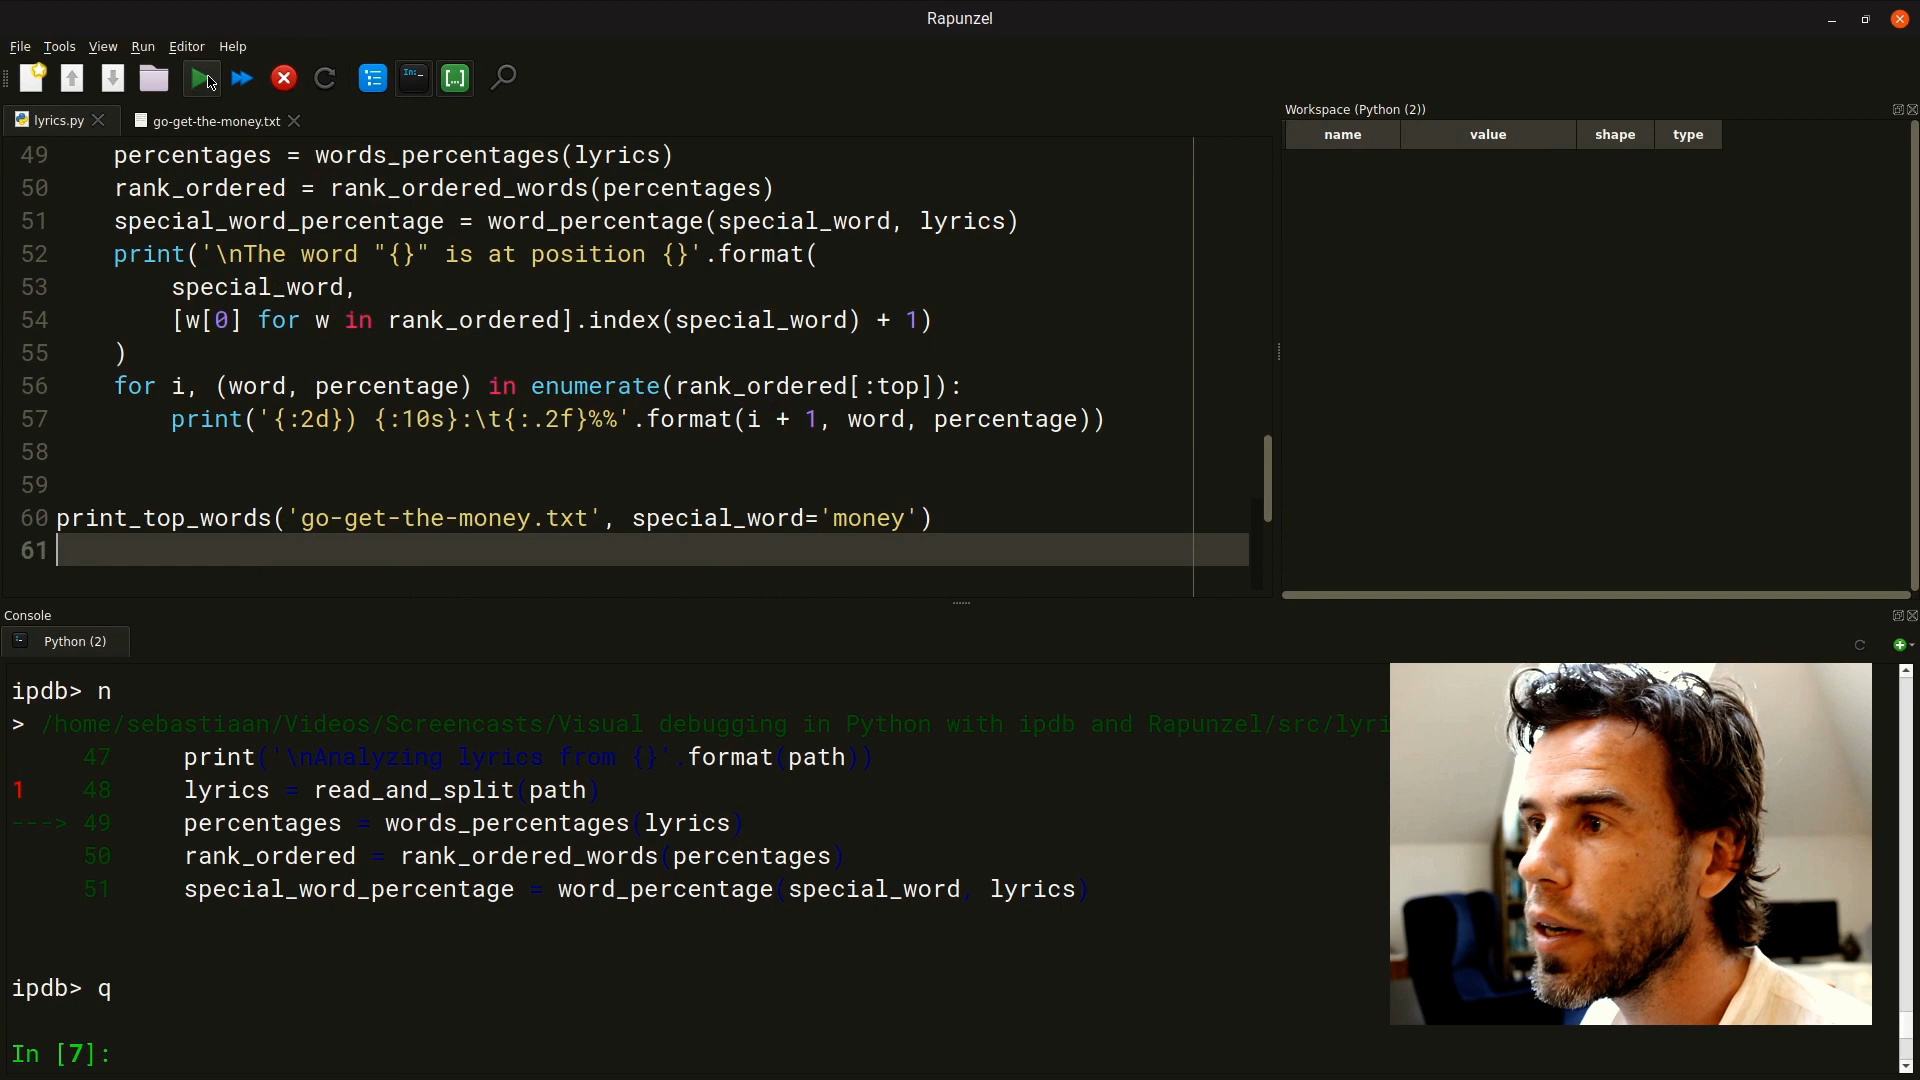 Rapunzel
File Tools View Run Editor Help
In:
[...]
lyrics.py go-get-the-money.txt
49 percentages = words_percentages(lyrics)
50 rank_ordered = rank_ordered_words(percentages)
51 special_word_percentage = word_percentage(special_word, lyrics)
52 print('\nThe word "{}" is at position {}'.format(
53 special_word,
54 [w[0] for w in rank_ordered].index(special_word) + 1)
55 )
56 for i, (word, percentage) in enumerate(rank_ordered[:top]):
57 print('{:2d}) {:10s}:\t{:.2f}%%'.format(i + 1, word, percentage))
58
59
60 print_top_words('go-get-the-money.txt', special_word='money')
61
Workspace (Python (2))
name value shape type
Console
Python (2)
ipdb> n
> /home/sebastiaan/Videos/Screencasts/Visual debugging in Python with ipdb and Rapunzel/src/lyri
47 print('\nAnalyzing lyrics from {}'.format(path))
1 48 lyrics = read_and_split(path)
---> 49 percentages = words_percentages(lyrics)
50 rank_ordered = rank_ordered_words(percentages)
51 special_word_percentage = word_percentage(special_word, lyrics)
ipdb> q
In [7]: